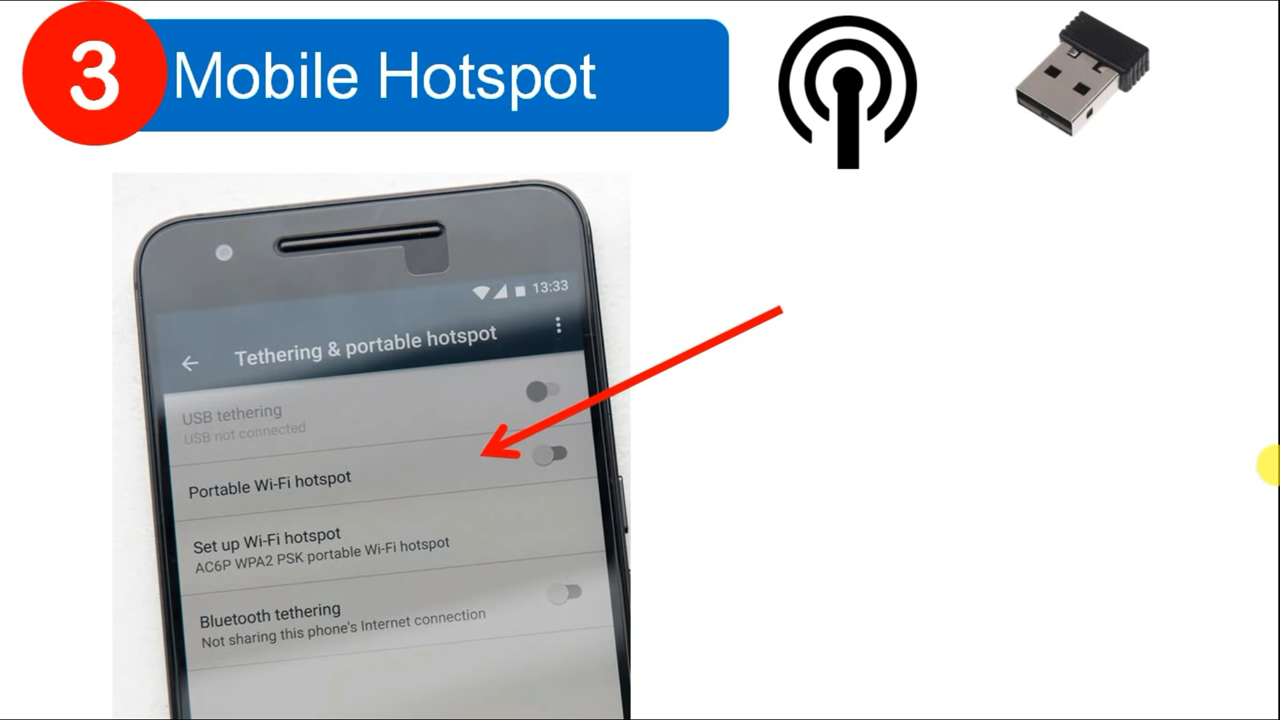 3
Mobile Hotspot
13:33
Tethering & portable hotspot
USB tethering
USB not connected
Portable Wi-Fi hotspot
Set up Wi-Fi hotspot
AC6P WPA2 PSK portable Wi-Fi hotspot
Bluetooth tethering
Not sharing this phone's Internet connection